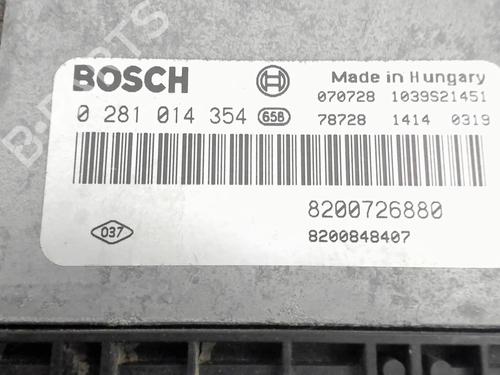 BOSCH
Made in Hungary
070728 1039S21451
0 281 014 354 65B
78728 1414 0319
8200726880
037
8200848407